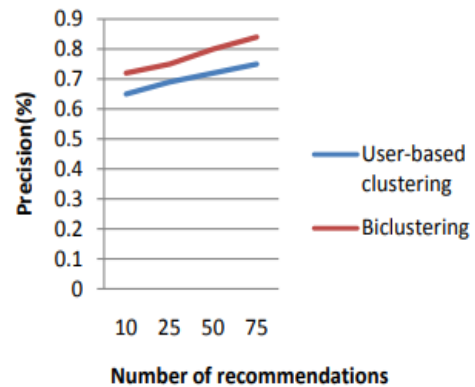 0.9
0.8
0.7
0.6
0.5
0.4
0.3
0.2
0.1
0
Precision(%)
10 25 50 75
Number of recommendations
User-based
clustering
Biclustering